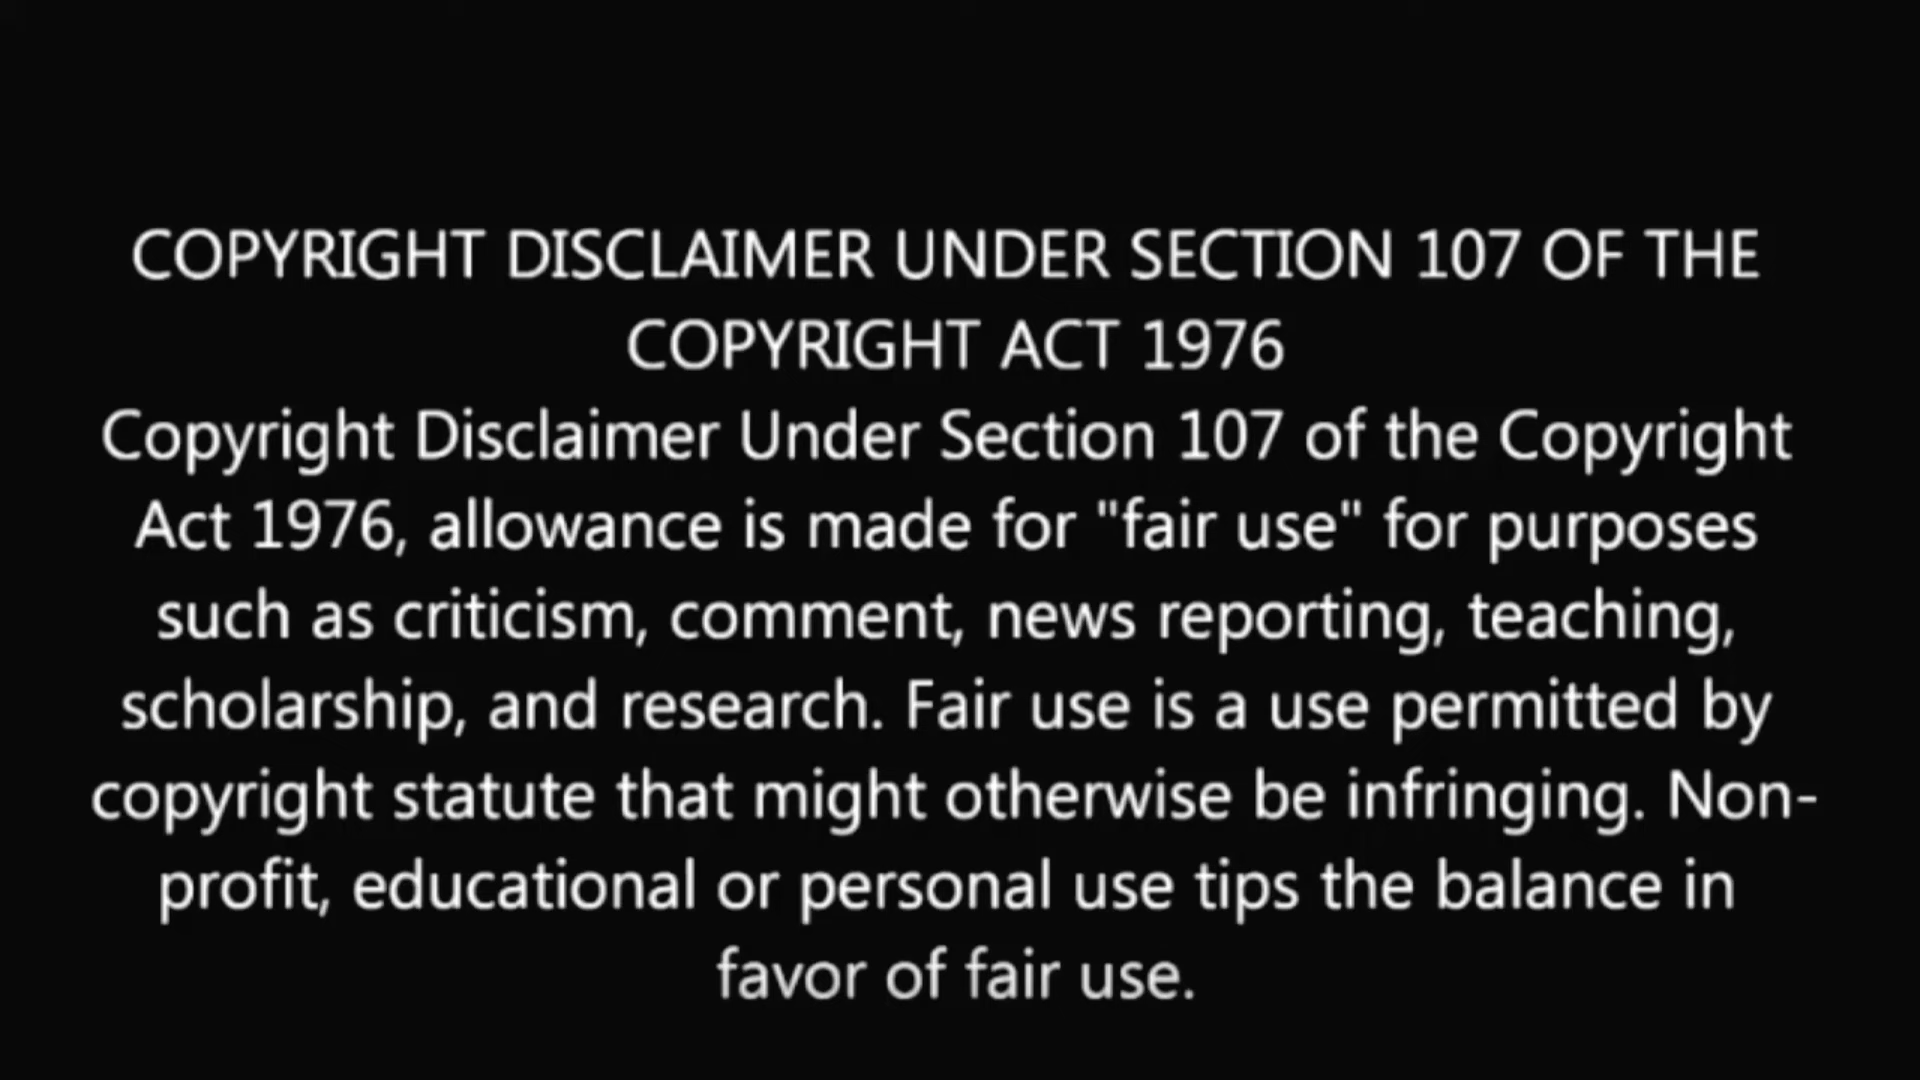 COPYRIGHT DISCLAIMER UNDER SECTION 107 OF THE
COPYRIGHT ACT 1976
Copyright Disclaimer Under Section 107 of the Copyright
Act 1976, allowance is made for "fair use" for purposes
such as criticism, comment, news reporting, teaching,
scholarship, and research. Fair use is a use permitted by
copyright statute that might otherwise be infringing. Non-
profit, educational or personal use tips the balance in
favor of fair use.